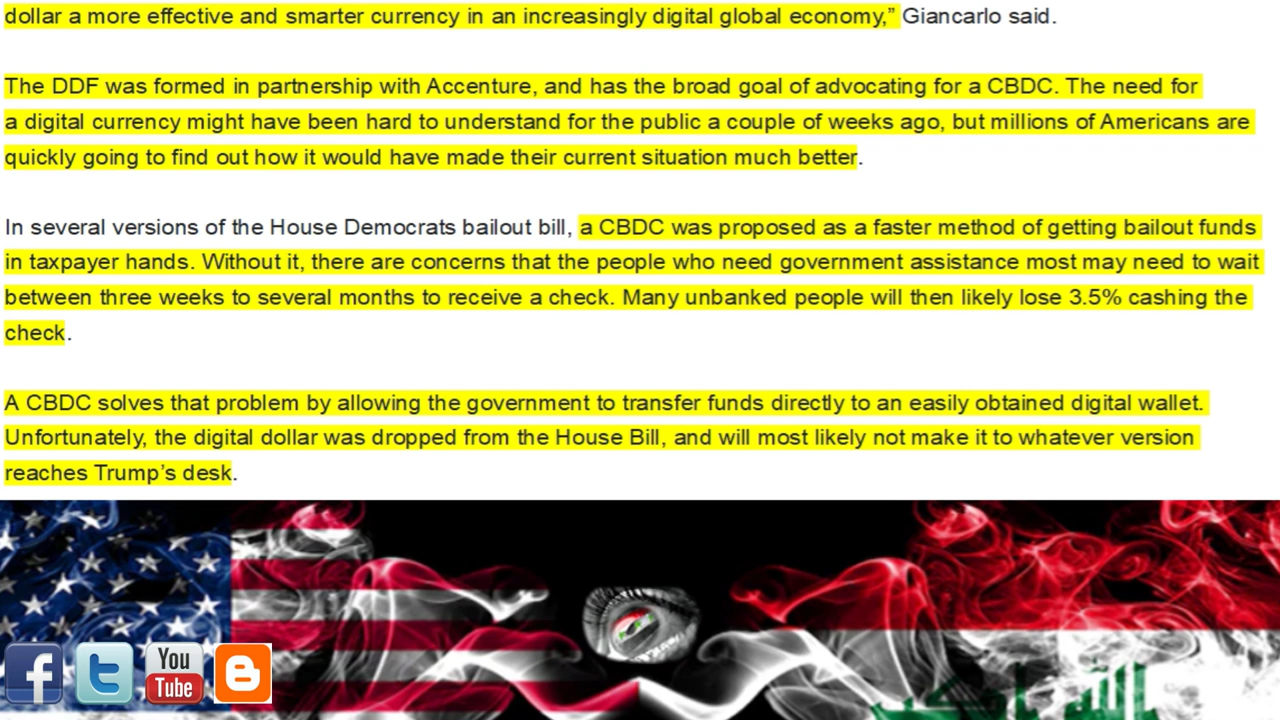 dollar a more effective and smarter currency in an increasingly digital global economy,” Giancarlo said.
The DDF was formed in partnership with Accenture, and has the broad goal of advocating for a CBDC. The need for
a digital currency might have been hard to understand for the public a couple of weeks ago, but millions of Americans are
quickly going to find out how it would have made their current situation much better.
In several versions of the House Democrats bailout bill, a CBDC was proposed as a faster method of getting bailout funds
in taxpayer hands. Without it, there are concerns that the people who need government assistance most may need to wait
between three weeks to several months to receive a check. Many unbanked people will then likely lose 3.5% cashing the
check.
A CBDC solves that problem by allowing the government to transfer funds directly to an easily obtained digital wallet.
Unfortunately, the digital dollar was dropped from the House Bill, and will most likely not make it to whatever version
reaches Trump’s desk.
You
Tube